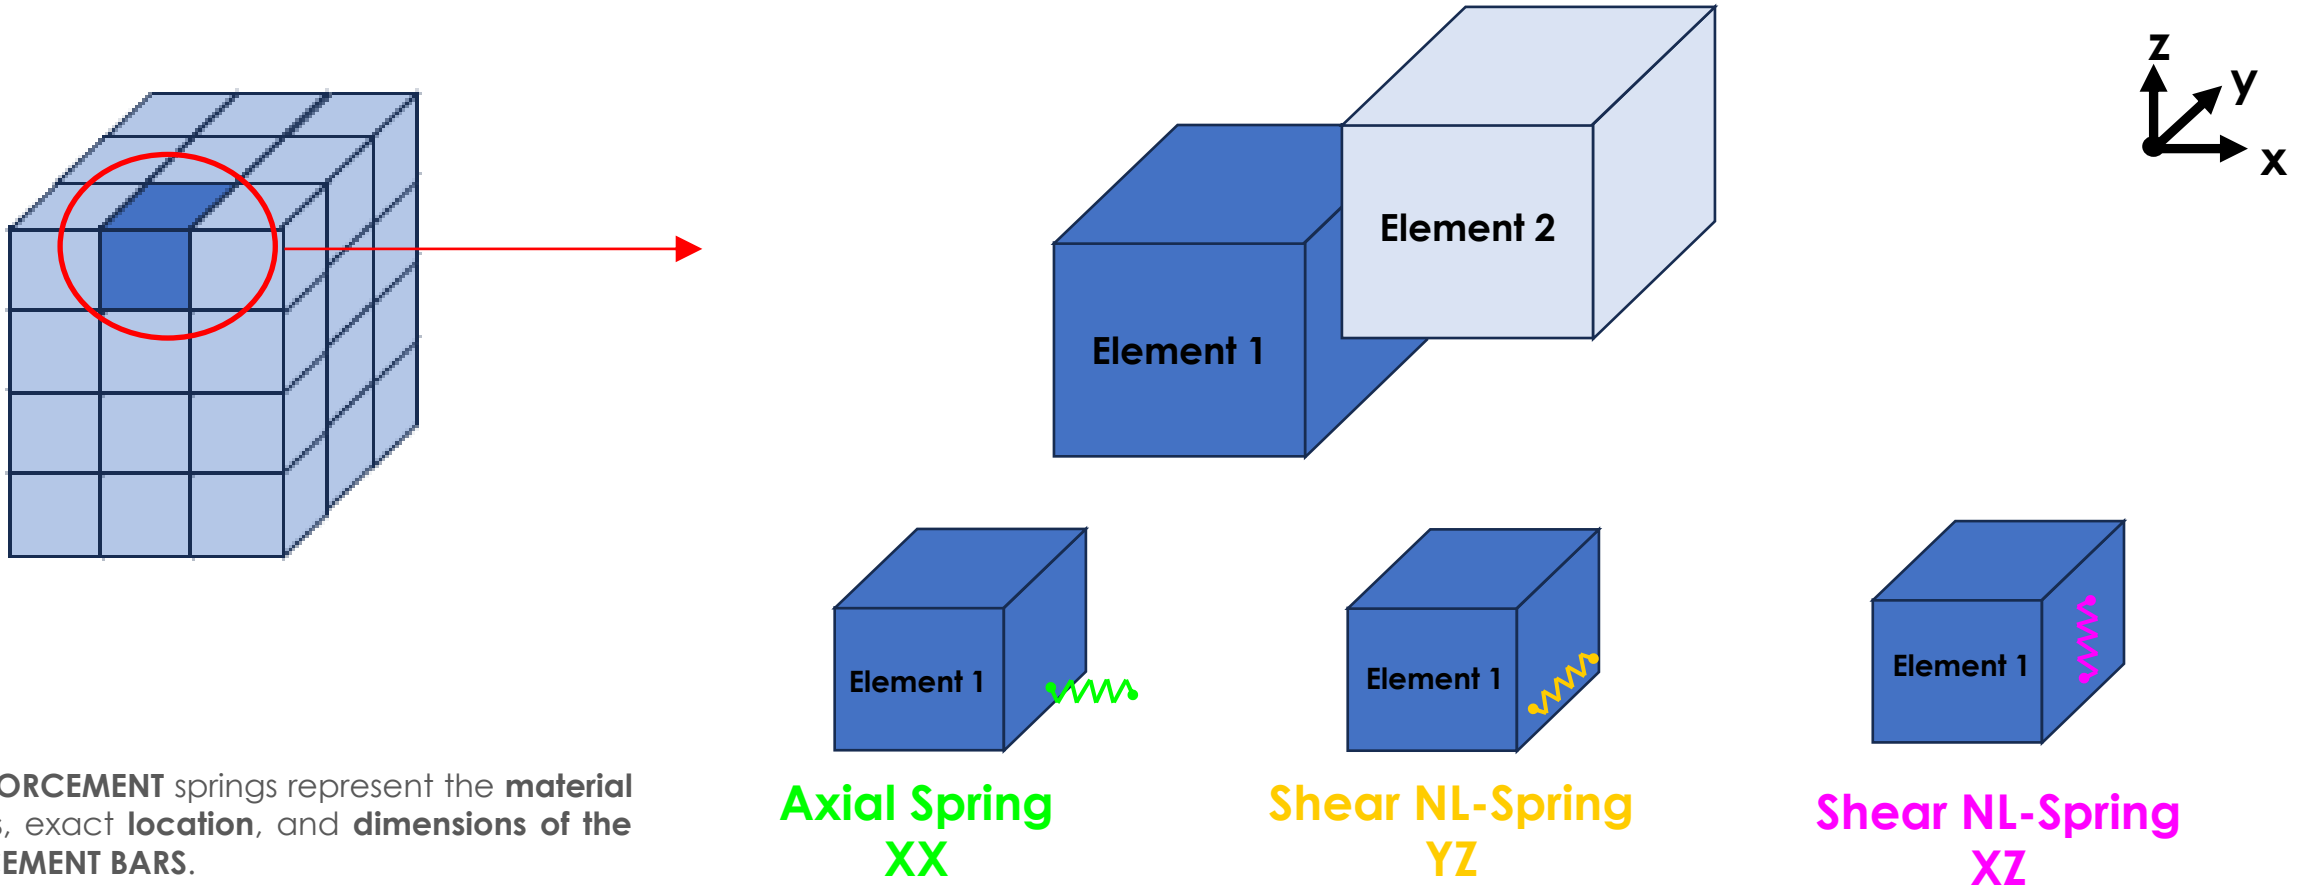 z
y
x
Element 2
Element 1
Element 1
Element 1
Element 1
ORCEMENT springs represent the material
, exact location, and dimensions of the
EMENT BARS.
Axial Spring
XX
Shear NL-Spring
YZ
Shear NL-Spring
XZ